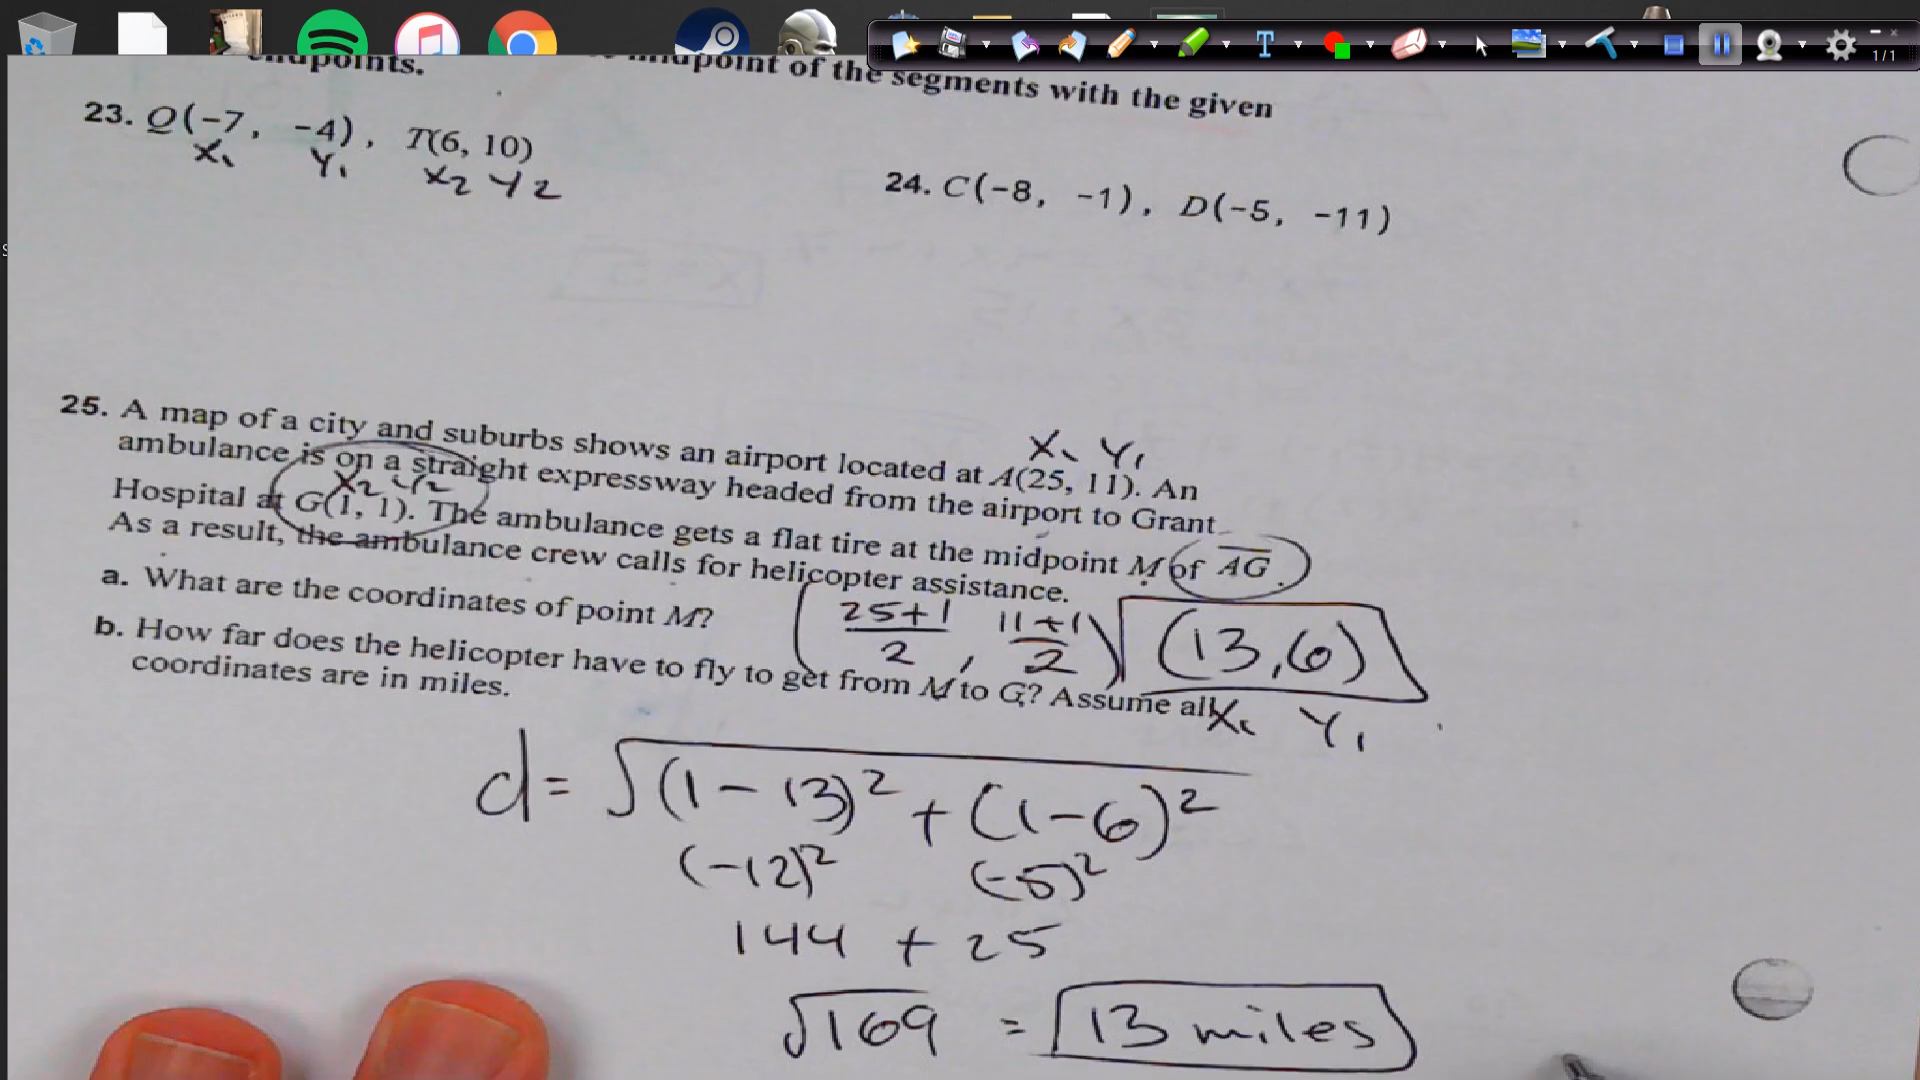 1/1
endpoints.
midpoint of the segments with the given
23. Q(−7, −4), T(6, 10)
X₁ Y₁ X₂ Y₂
24. C(−8, −1), D(−5, −11)
X₁ Y₁
25. A map of a city and suburbs shows an airport located at A(25, 11). An
ambulance is on a straight expressway headed from the airport to Grant
X₂ Y₂
Hospital at G(1, 1). The ambulance gets a flat tire at the midpoint M of AG.
As a result, the ambulance crew calls for helicopter assistance.
a. What are the coordinates of point M?
(25+1/2, 11+1/2) (13,6)
X₁ Y₁
b. How far does the helicopter have to fly to get from M to G? Assume all
coordinates are in miles.
d = √(1−13)² + (1−6)²
(−12)² (−5)²
144 + 25
√169 = 13 miles